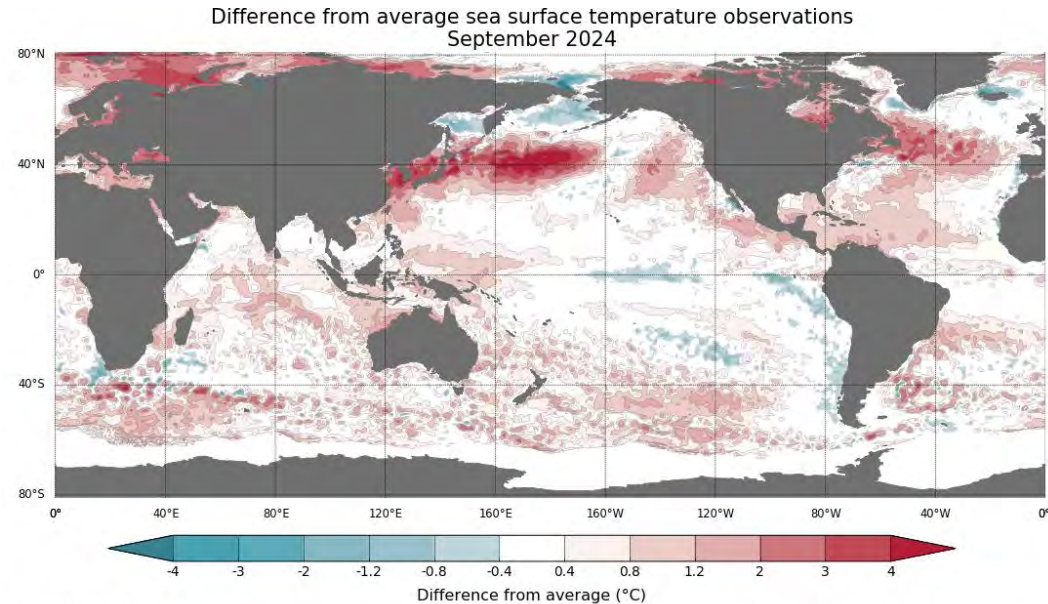 Difference from average sea surface temperature observations
September 2024
80°N
40°N
0°
40°S
80°S
0° 40°E 80°E 120°E 160°E 160°W 120°W 80°W 40°W 0°
-4 -3 -2 -1.2 -0.8 -0.4 0.4 0.8 1.2 2 3 4
Difference from average (°C)